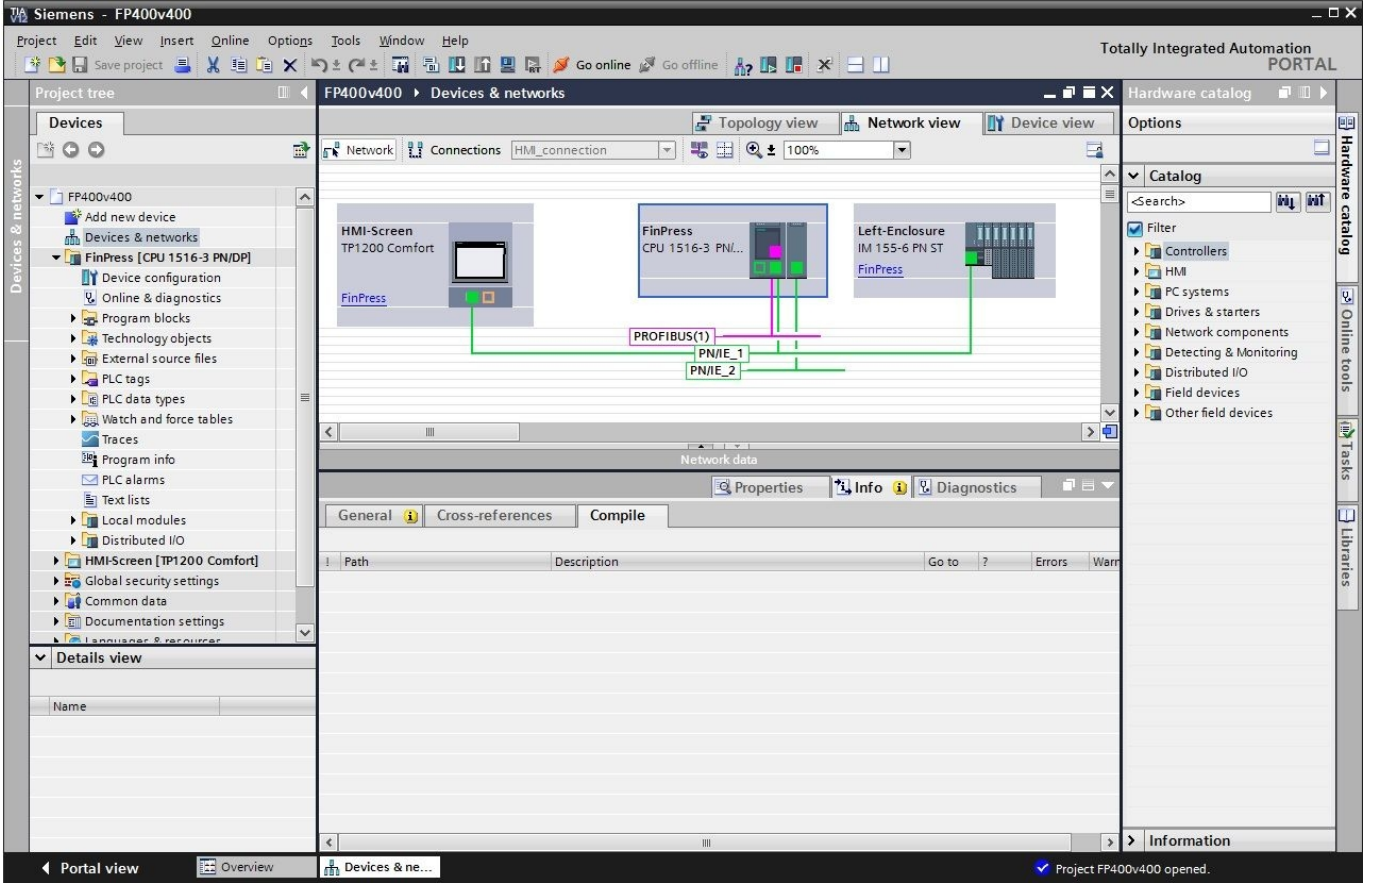 Siemens - FP400v400
Project Edit View Insert Online Options Tools Window Help
Totally Integrated Automation
PORTAL
Save project Go online Go offline
Project tree
FP400v400 Devices & networks
Hardware catalog
Devices
Topology view Network view Device view
Options
Network Connections HMI_connection 100%
Devices & networks
FP400v400
Add new device
Devices & networks
FinPress [CPU 1516-3 PN/DP]
Device configuration
Online & diagnostics
Program blocks
Technology objects
External source files
PLC tags
PLC data types
Watch and force tables
Traces
Program info
PLC alarms
Text lists
Local modules
Distributed I/O
HMI-Screen [TP1200 Comfort]
Global security settings
Common data
Documentation settings
Languages & resources
Details view
Name
HMI-Screen
TP1200 Comfort
FinPress
FinPress
CPU 1516-3 PN/...
Left-Enclosure
IM 155-6 PN ST
FinPress
PROFIBUS(1)
PN/IE_1
PN/IE_2
Network data
Properties Info Diagnostics
General Cross-references Compile
! Path Description Go to ? Errors Warr
Catalog
<Search>
Filter
Controllers
HMI
PC systems
Drives & starters
Network components
Detecting & Monitoring
Distributed I/O
Field devices
Other field devices
Information
Hardware catalog
Online tools
Tasks
Libraries
Portal view Overview Devices & ne...
Project FP400v400 opened.